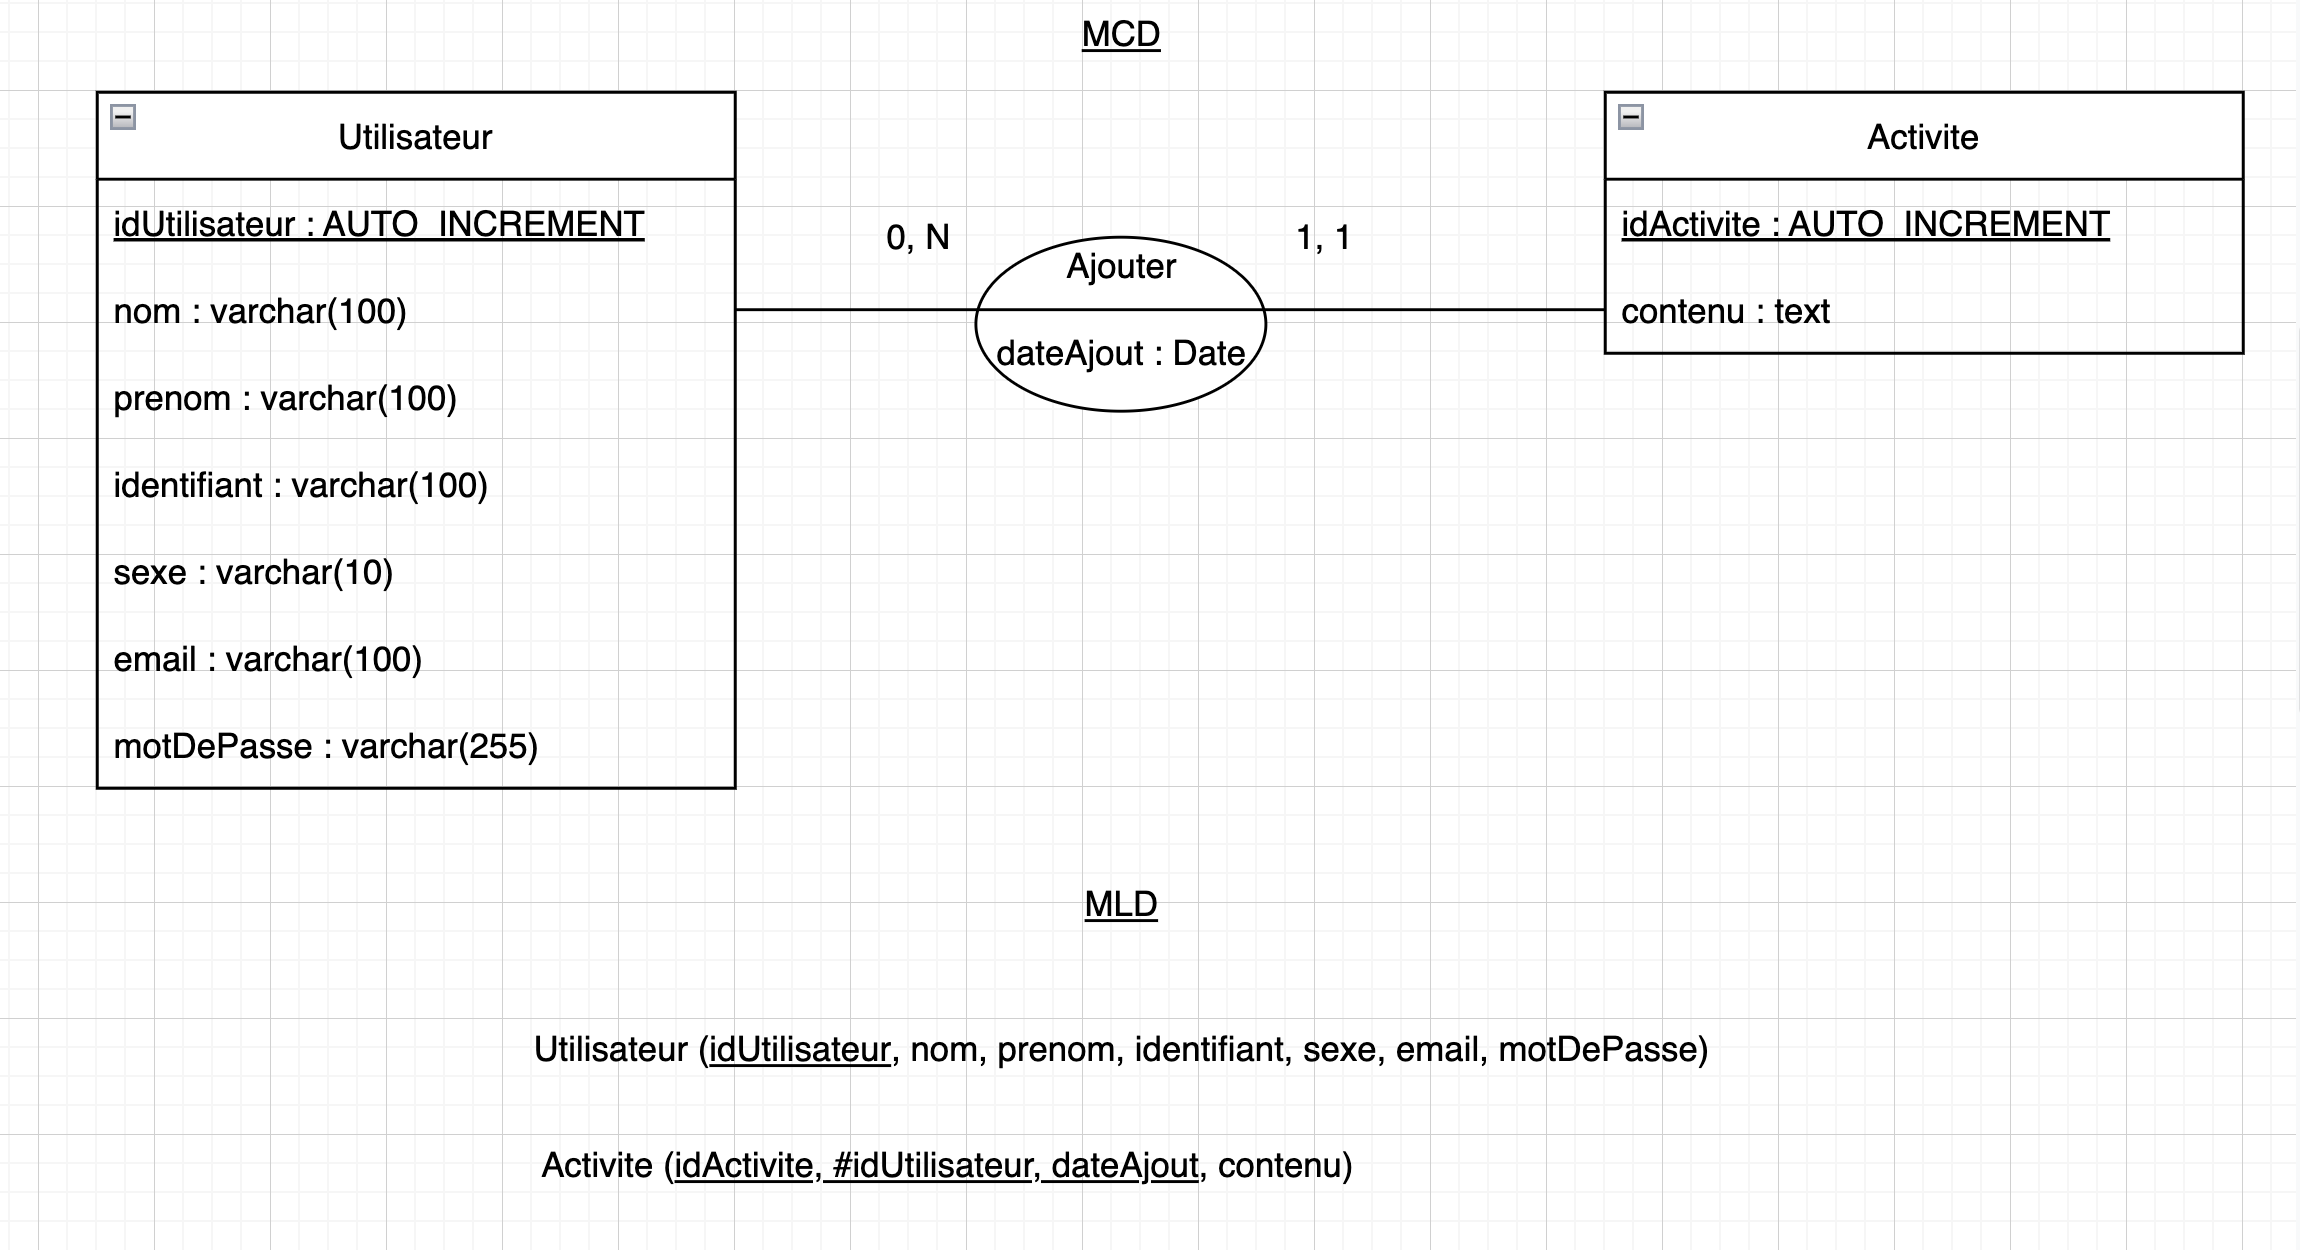 MCD
Utilisateur
idUtilisateur : AUTO_INCREMENT
nom : varchar(100)
prenom : varchar(100)
identifiant : varchar(100)
sexe : varchar(10)
email : varchar(100)
motDePasse : varchar(255)
0, N
Ajouter
dateAjout : Date
1, 1
Activite
idActivite : AUTO_INCREMENT
contenu : text
MLD
Utilisateur (idUtilisateur, nom, prenom, identifiant, sexe, email, motDePasse)
Activite (idActivite, #idUtilisateur, dateAjout, contenu)